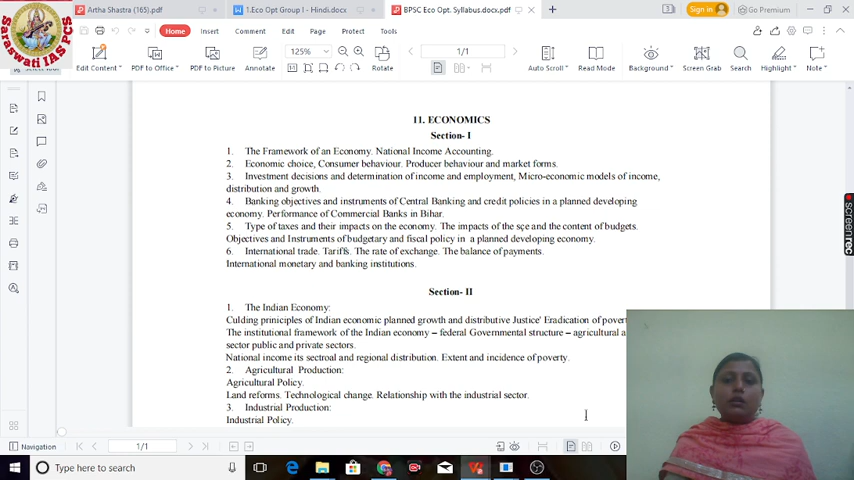 Saraswati IAS PCS
Artha Shastra (165).pdf
1.Eco Opt Group I - Hindi.docx
BPSC Eco Opt. Syllabus.docx.pdf
3
Sign in
Go Premium
Home
Insert
Comment
Edit
Page
Protect
Tools
125%
1/1
Edit Content
PDF to Office
PDF to Picture
Annotate
Rotate
Auto Scroll
Read Mode
Background
Screen Grab
Search
Highlight
Note
11. ECONOMICS
Section- I
1. The Framework of an Economy. National Income Accounting.
2. Economic choice, Consumer behaviour. Producer behaviour and market forms.
3. Investment decisions and determination of income and employment, Micro-economic models of income,
distribution and growth.
4. Banking objectives and instruments of Central Banking and credit policies in a planned developing
economy. Performance of Commercial Banks in Bihar.
5. Type of taxes and their impacts on the economy. The impacts of the sçe and the content of budgets.
Objectives and Instruments of budgetary and fiscal policy in a planned developing economy.
6. International trade. Tariffs. The rate of exchange. The balance of payments.
International monetary and banking institutions.
Section- II
1. The Indian Economy:
Culding priniciples of Indian economic planned growth and distributive Justice' Eradication of povert
The institutional framework of the Indian economy – federal Governmental structure – agricultural a
sector public and private sectors.
National income its sectroal and regional distribution. Extent and incidence of poverty.
2. Agricultural Production:
Agricultural Policy.
Land reforms. Technological change. Relationship with the industrial sector.
3. Industrial Production:
Industrial Policy.
Navigation
1/1
Type here to search
screenrec